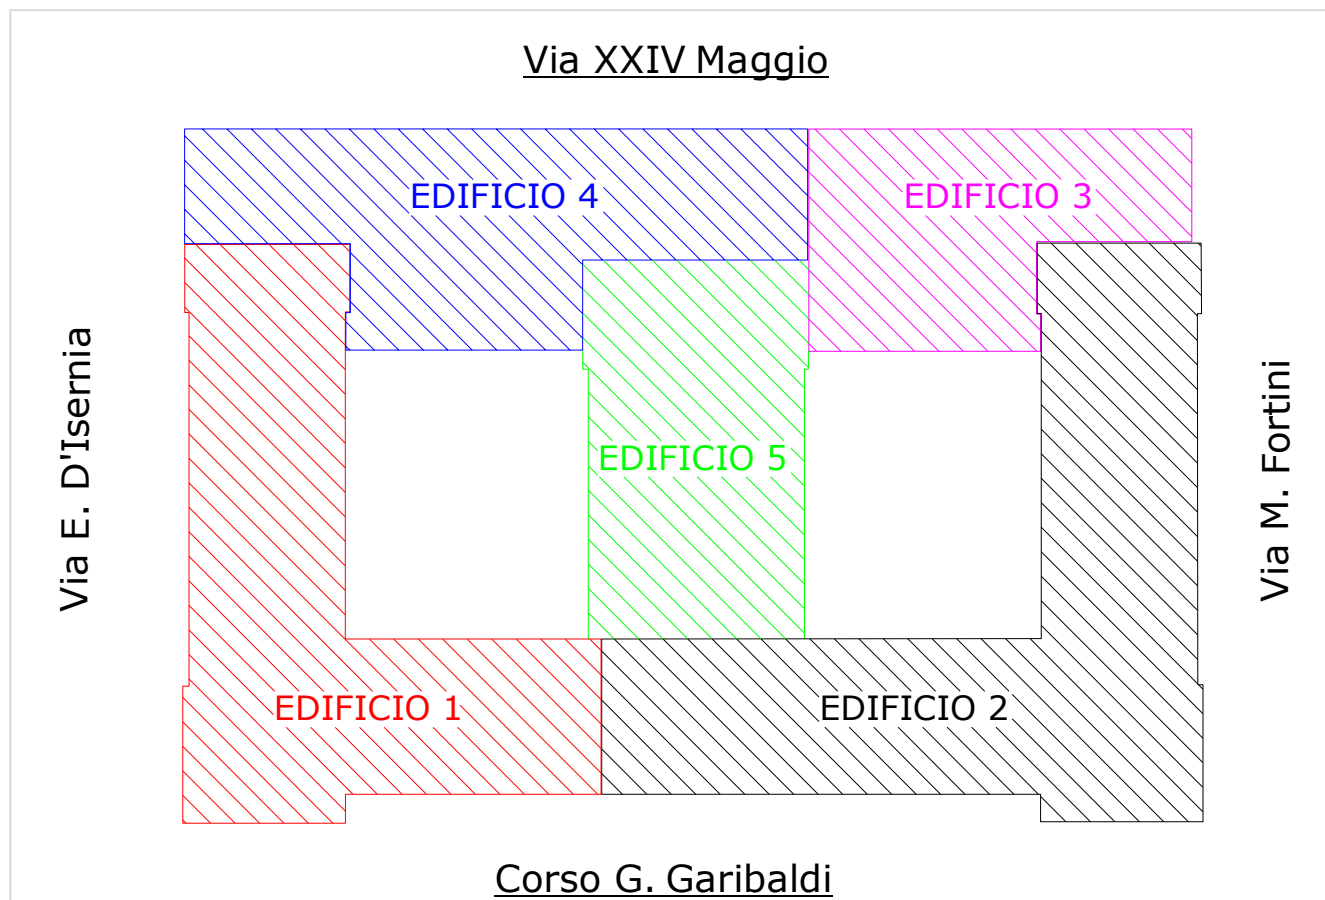 Via XXIV Maggio
EDIFICIO 4
EDIFICIO 3
Via E. D'Isernia
EDIFICIO 5
Via M. Fortini
EDIFICIO 1
EDIFICIO 2
Corso G. Garibaldi